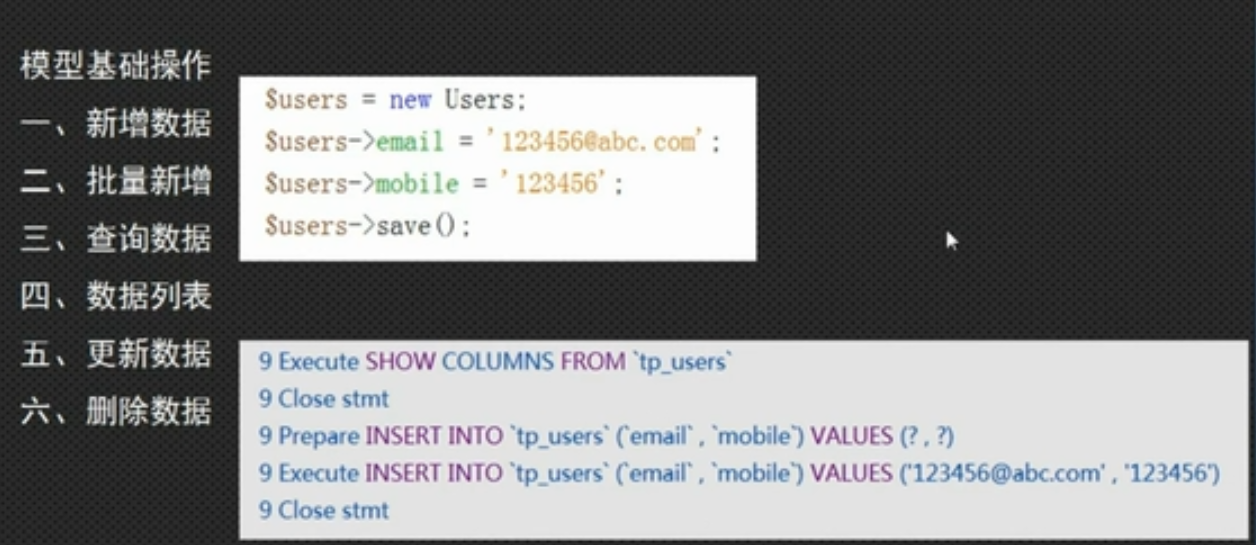 模型基础操作
一、新增数据
二、批量新增
三、查询数据
四、数据列表
五、更新数据
六、删除数据
$users = new Users;
$users->email = '123456@abc.com';
$users->mobile = '123456';
$users->save();
9 Execute SHOW COLUMNS FROM `tp_users`
9 Close stmt
9 Prepare INSERT INTO `tp_users` (`email` , `mobile`) VALUES (? , ?)
9 Execute INSERT INTO `tp_users` (`email` , `mobile`) VALUES ('123456@abc.com' , '123456')
9 Close stmt